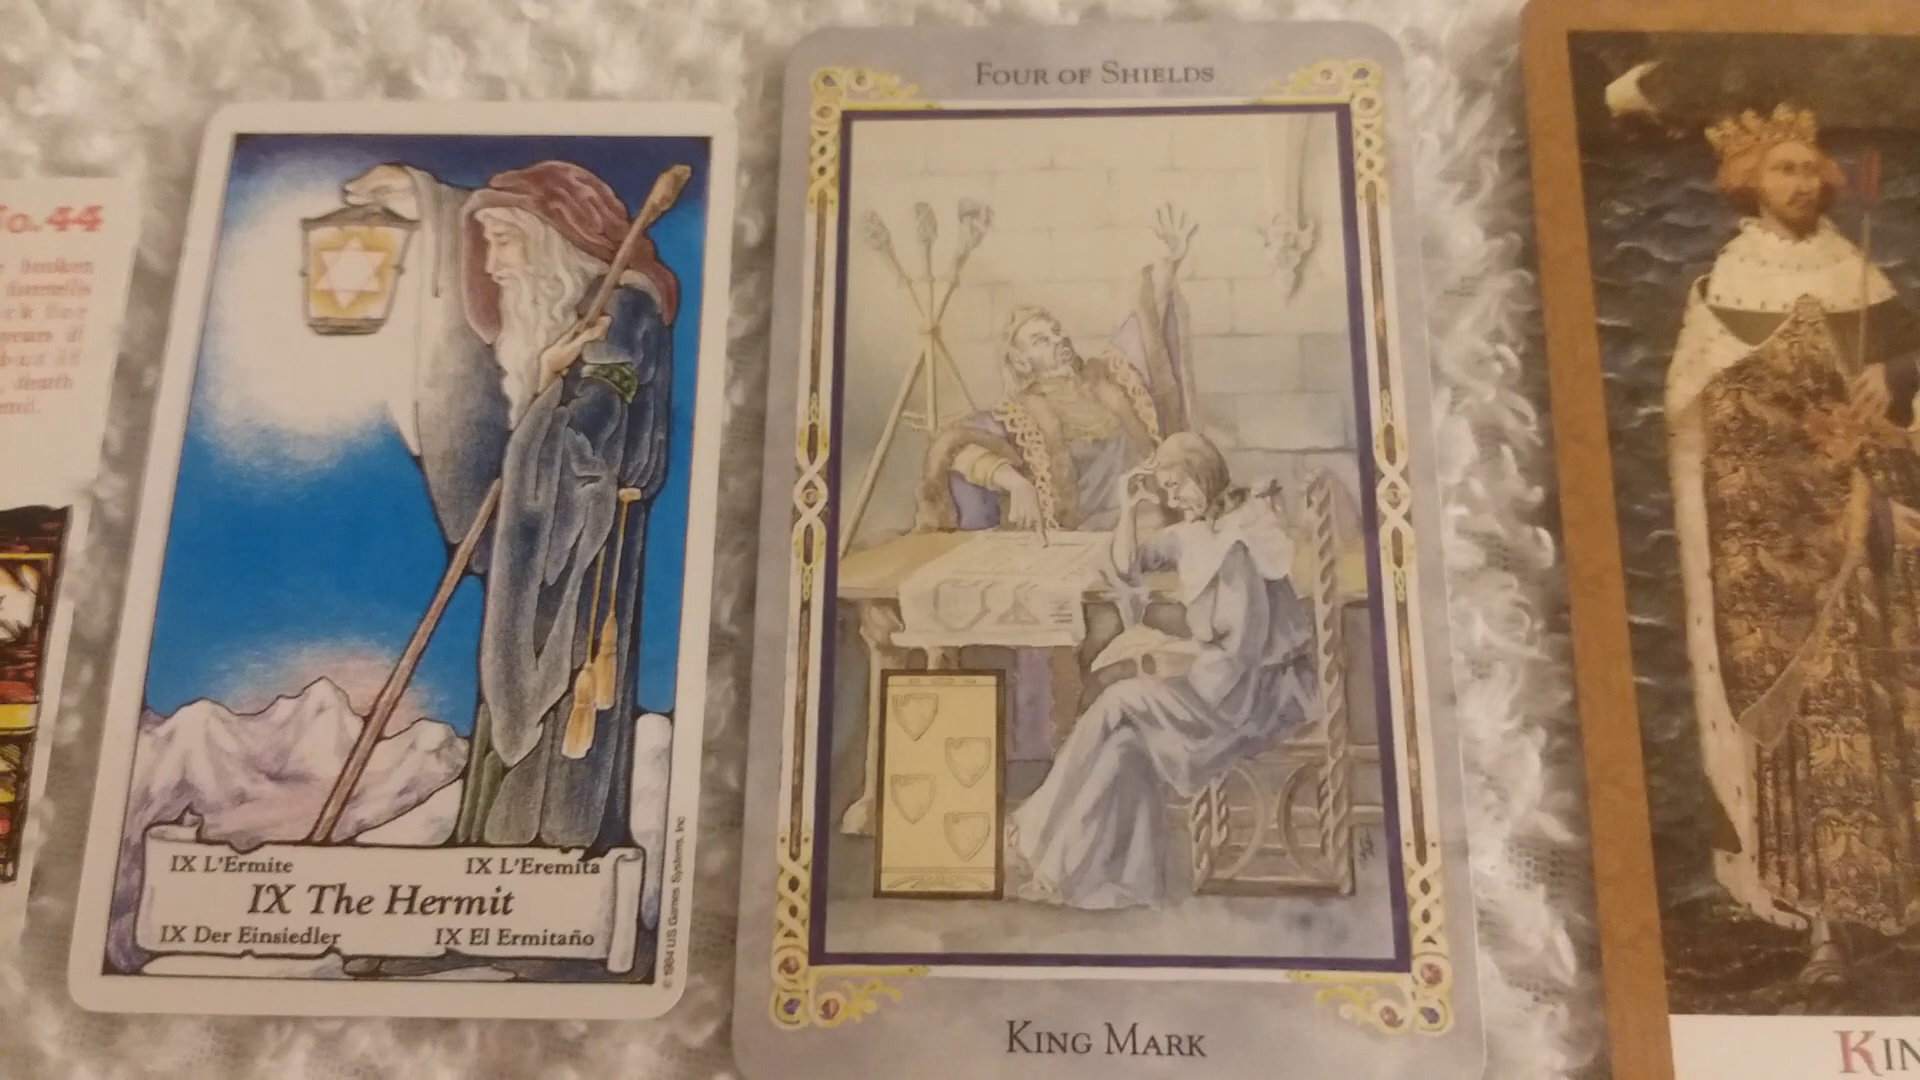 No.44
IX L'Ermite
IX L'Eremita
IX The Hermit
IX Der Einsiedler
IX El Ermitaño
© 1984 US Games Systems, Inc
FOUR OF SHIELDS
KING MARK
KIN